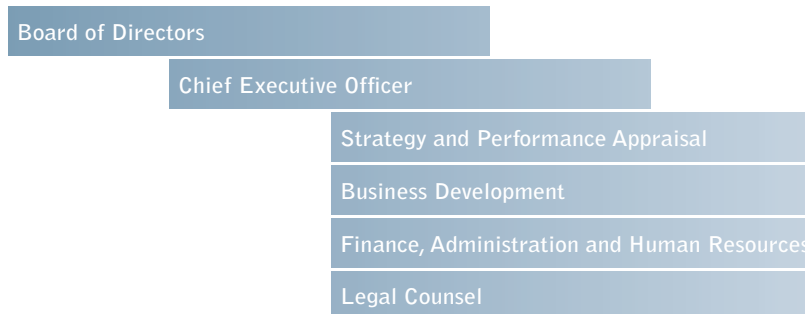 Board of Directors
Chief Executive Officer
Strategy and Performance Appraisal
Business Development
Finance, Administration and Human Resources
Legal Counsel